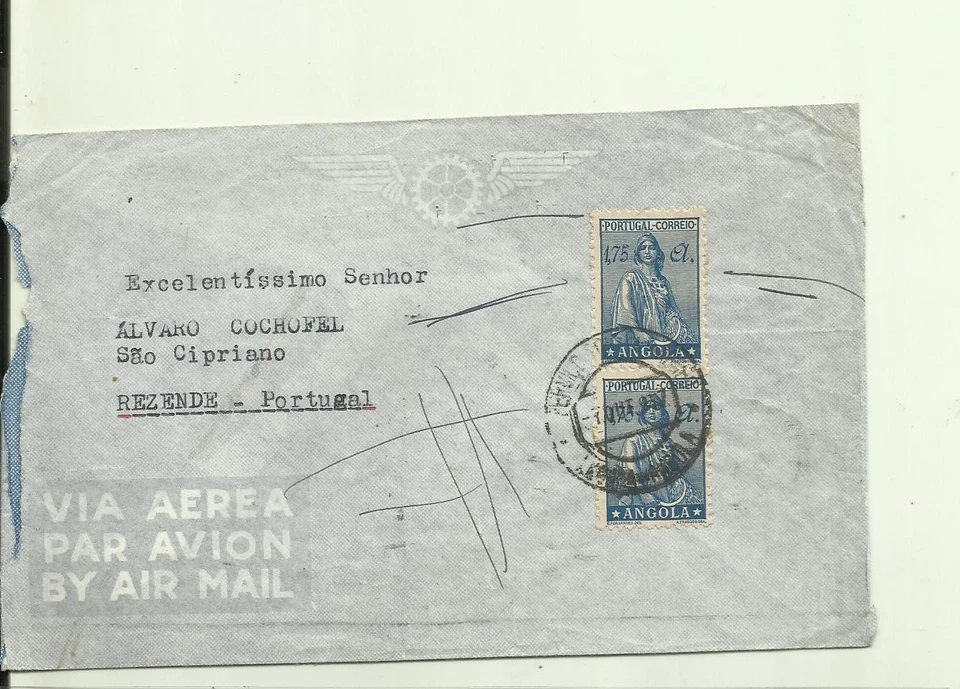 Excelentíssimo Senhor
ÁLVARO COCHOFEL
São Cipriano
REZENDE - Portugal
VIA AEREA
PAR AVION
BY AIR MAIL
PORTUGAL-CORREIO
1,75 A.
ANGOLA
PORTUGAL-CORREIO
A.
ANGOLA